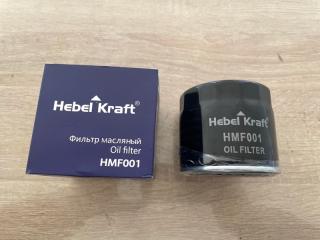 Hebel Kraft®
Фильтр масляный
Oil filter
HMF001
Hebel Kraft®
HMF001
OIL FILTER